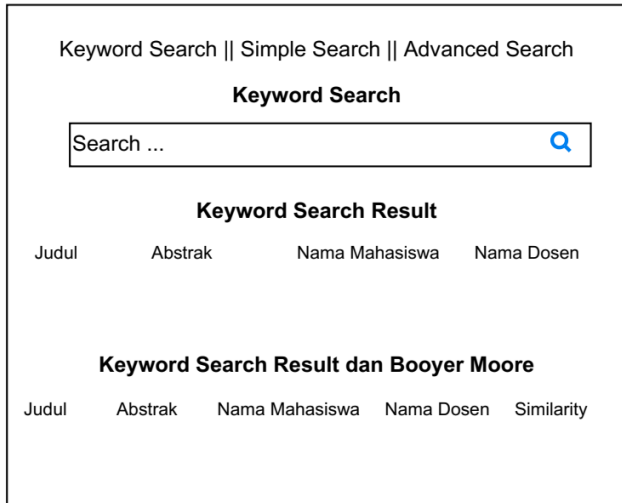 Keyword Search || Simple Search || Advanced Search
Keyword Search
Search ...
Keyword Search Result
Judul Abstrak Nama Mahasiswa Nama Dosen
Keyword Search Result dan Booyer Moore
Judul Abstrak Nama Mahasiswa Nama Dosen Similarity